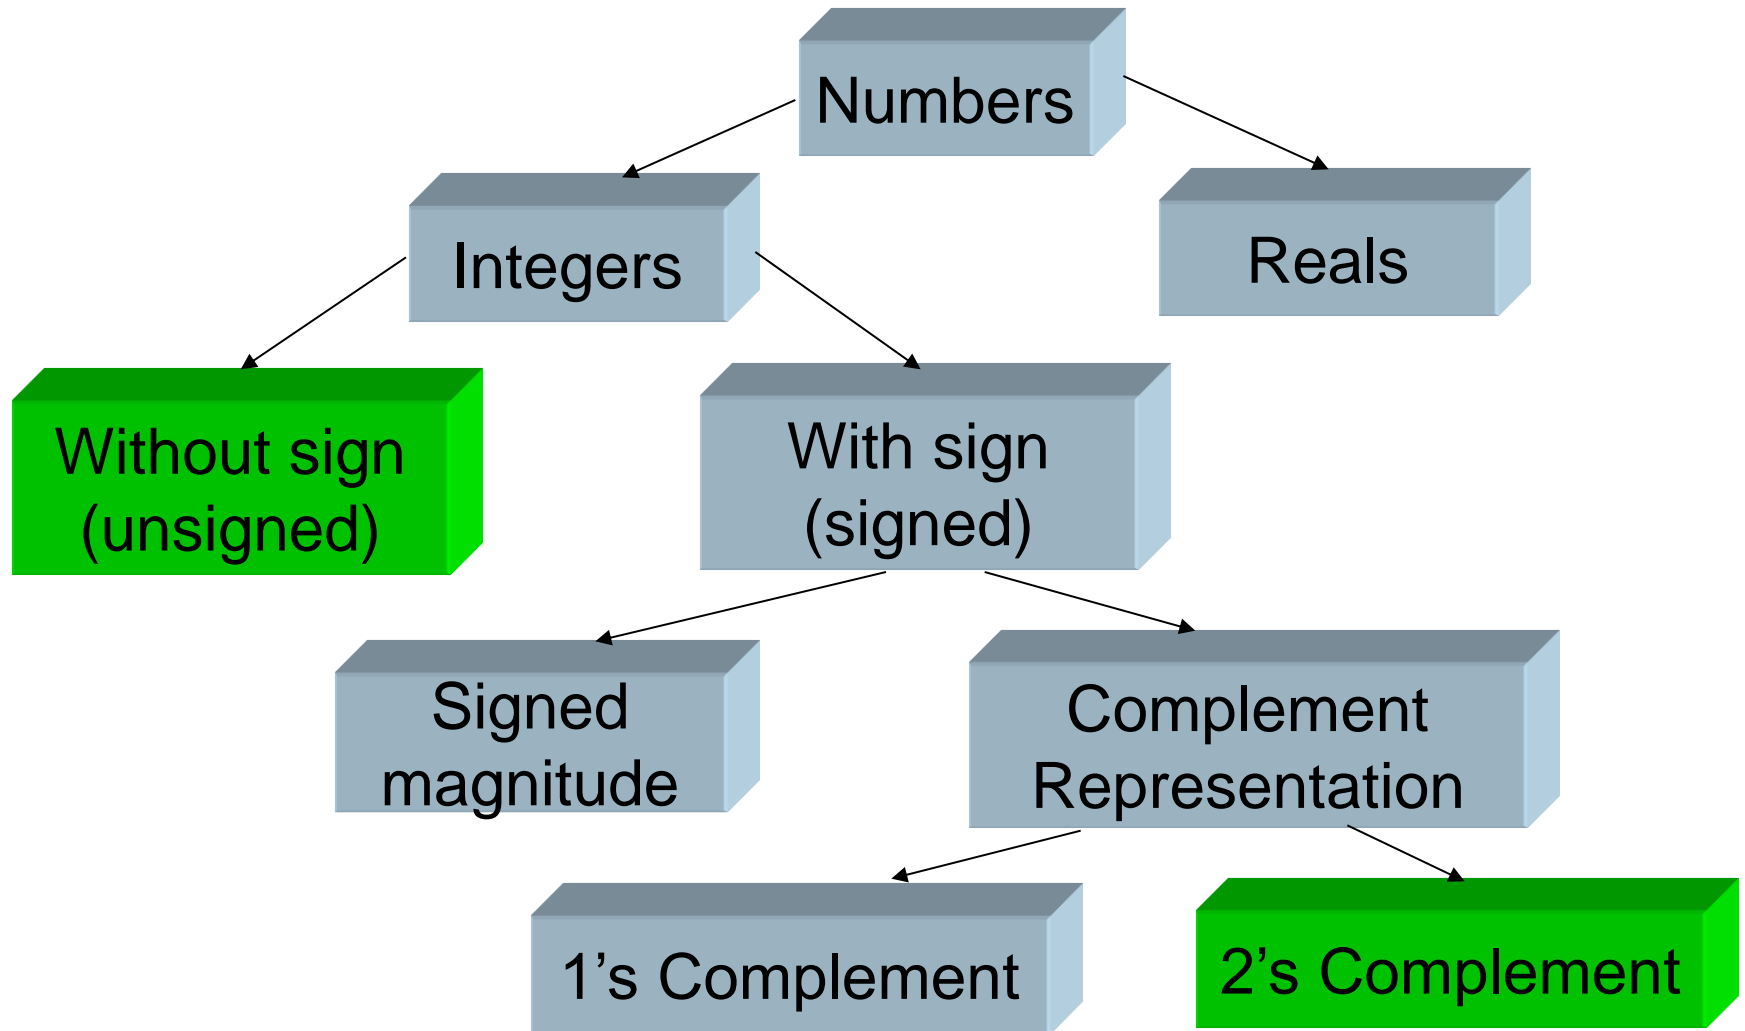 Numbers
Integers
Reals
Without sign
(unsigned)
With sign
(signed)
Signed
magnitude
Complement
Representation
1’s Complement
2’s Complement